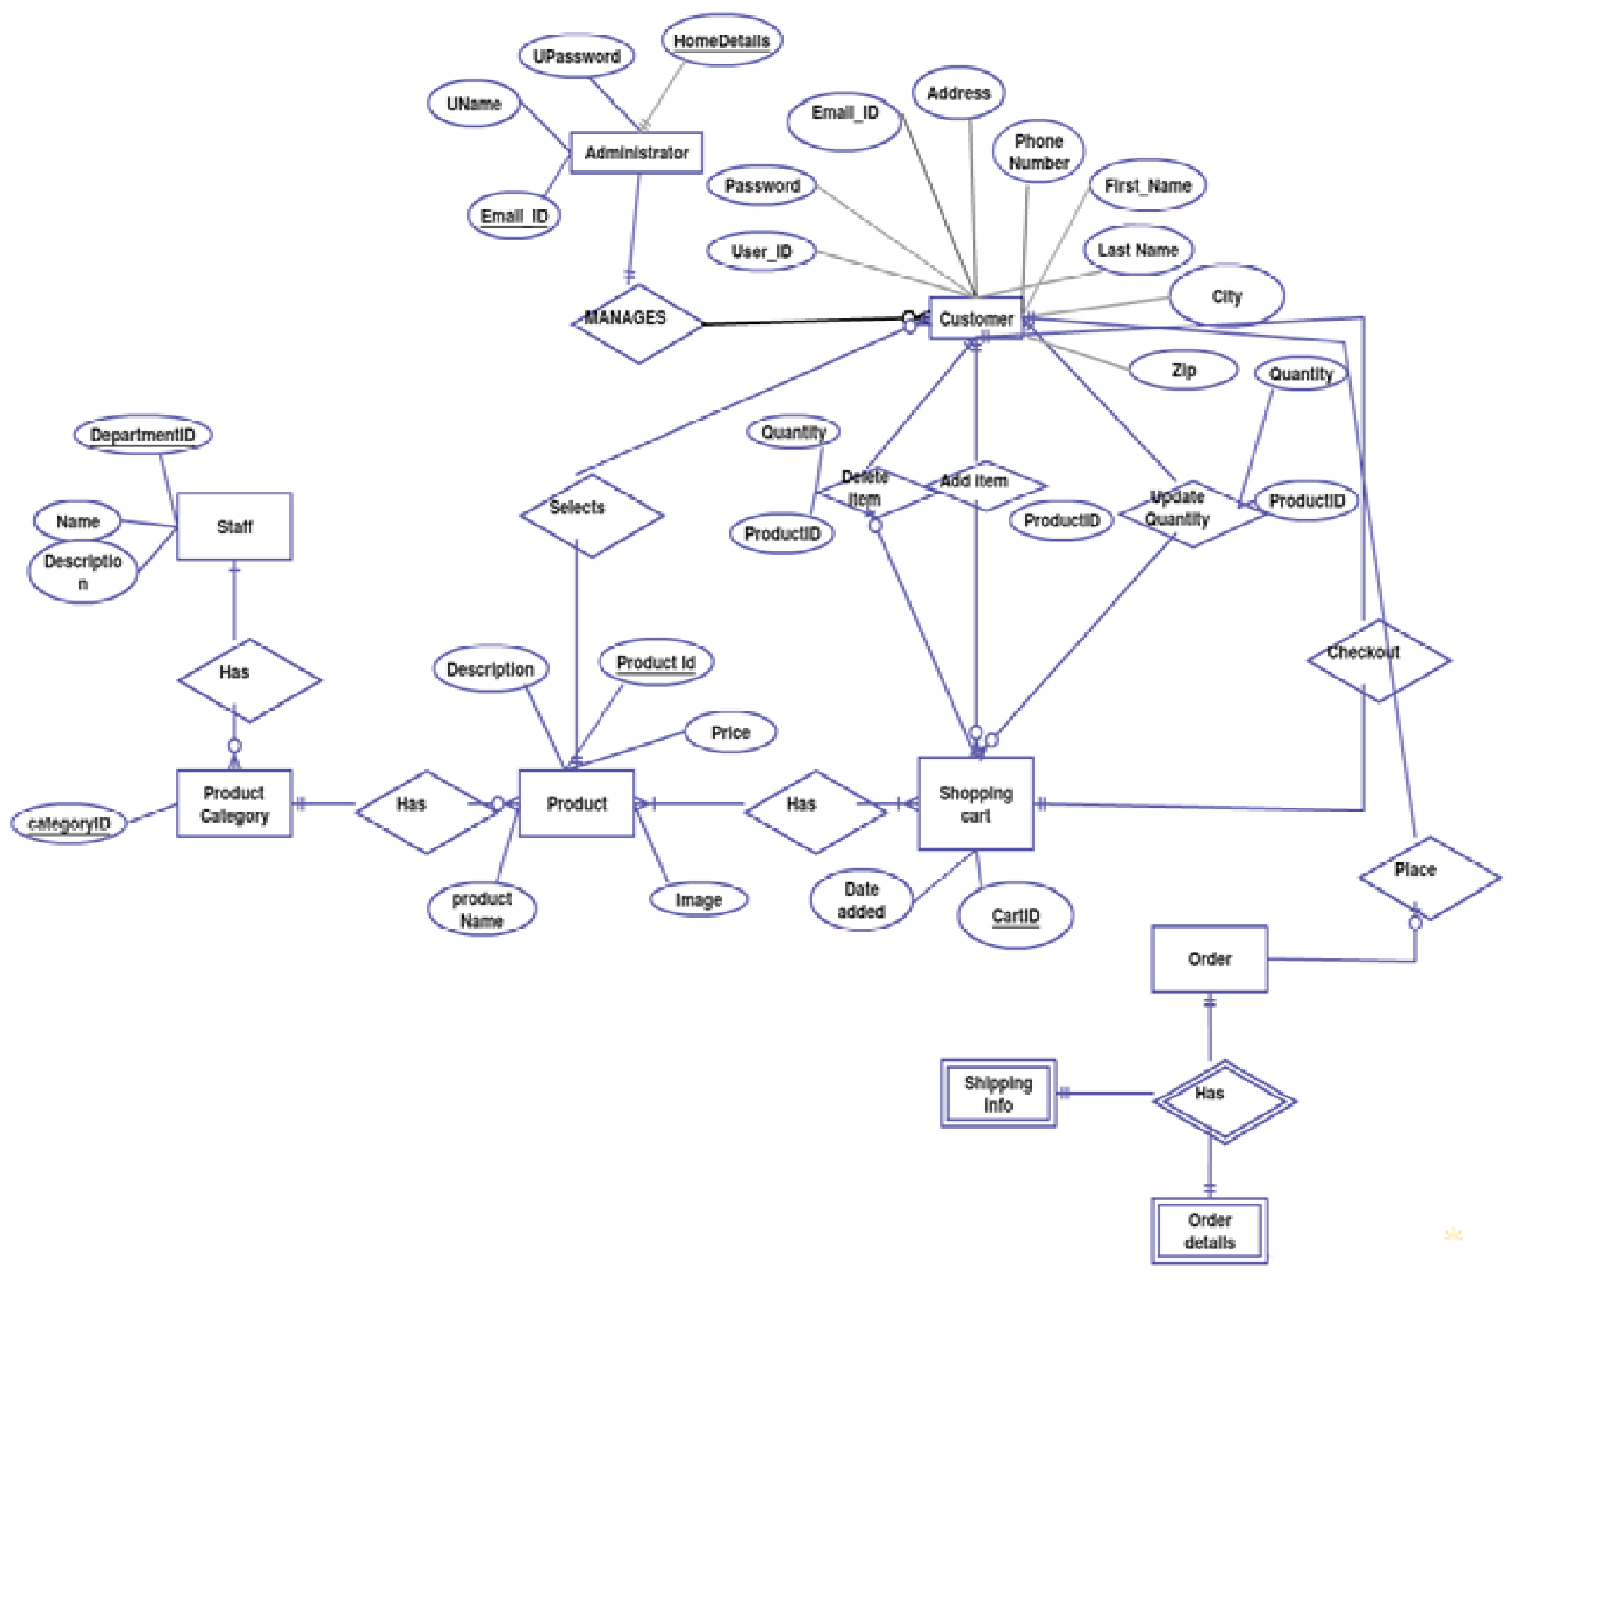 HomeDetails
UPassword
UName
Administrator
Email_ID
Email_ID
Address
Phone
Number
Password
First_Name
User_ID
Last Name
City
MANAGES
Customer
Zip
Quantity
DepartmentID
Quantity
Delete
item
Add item
Update
Quantity
ProductID
Selects
Name
Staff
ProductID
ProductID
Descriptio
n
Checkout
Has
Description
Product Id
Price
Product
Category
Has
Product
Has
Shopping
cart
categoryID
Place
product
Name
Image
Date
added
CartID
Order
Shipping
Info
Has
Order
details